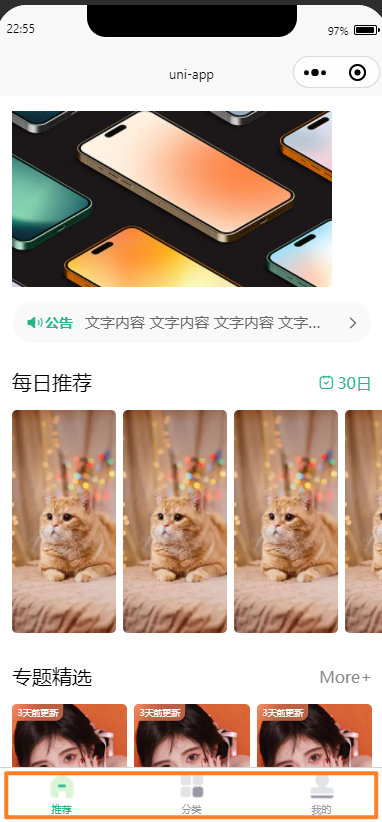 22:55
97%
uni-app
公告 文字内容 文字内容 文字内容 文字...
每日推荐 30日
专题精选 More+
3天前更新 3天前更新 3天前更新
推荐 分类 我的